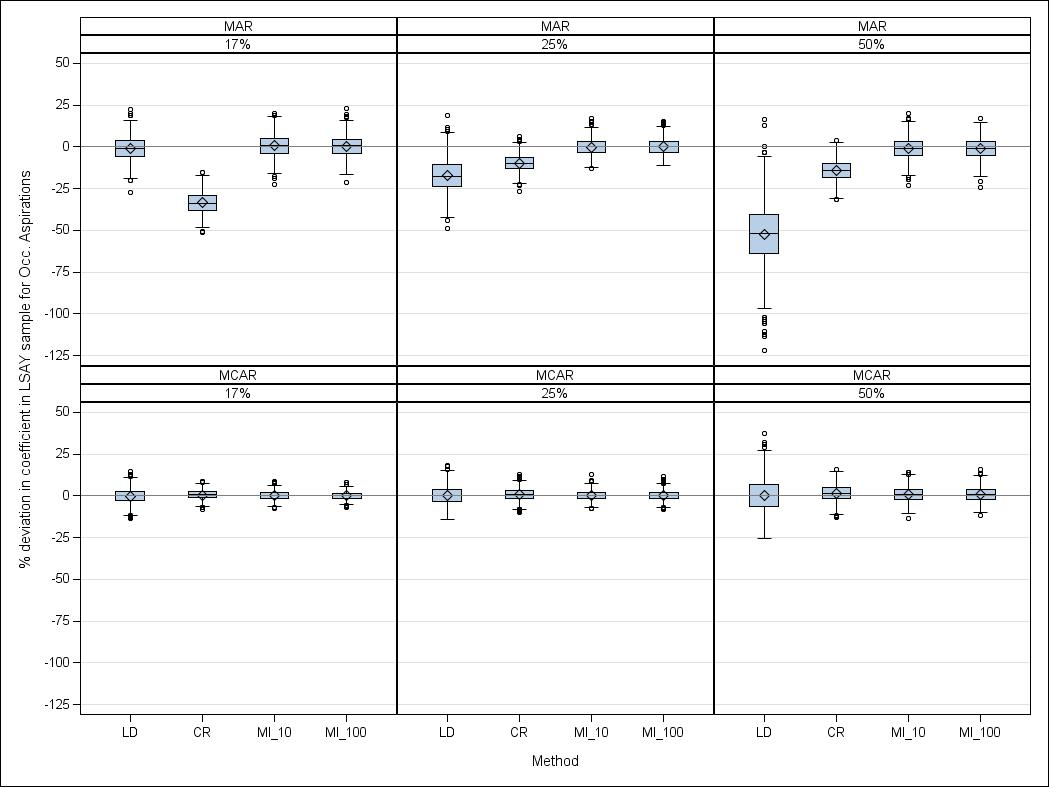 MAR MAR MAR
17% 25% 50%
50
25
0
-25
-50
-75
-100
-125
MCAR MCAR MCAR
17% 25% 50%
50
25
0
-25
-50
-75
-100
-125
% deviation in coefficient in LSAY sample for Occ. Aspirations
LD CR MI_10 MI_100 LD CR MI_10 MI_100 LD CR MI_10 MI_100
Method